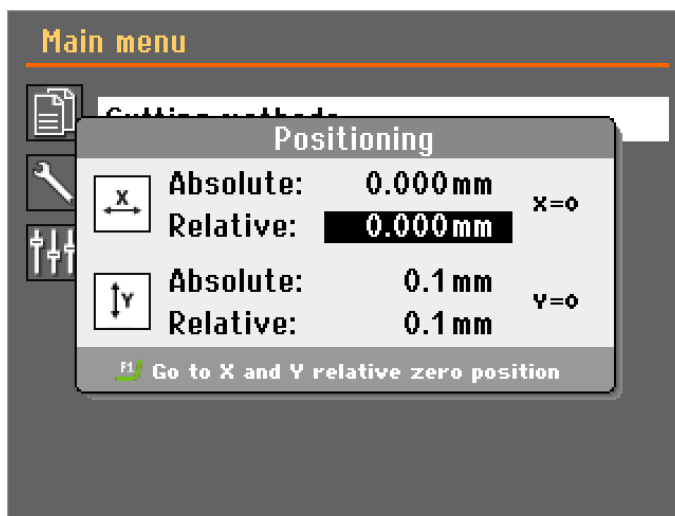 Main menu
Positioning
X
Absolute: 0.000mm
Relative: 0.000mm
X=0
Y
Absolute: 0.1mm
Relative: 0.1mm
Y=0
F1 Go to X and Y relative zero position